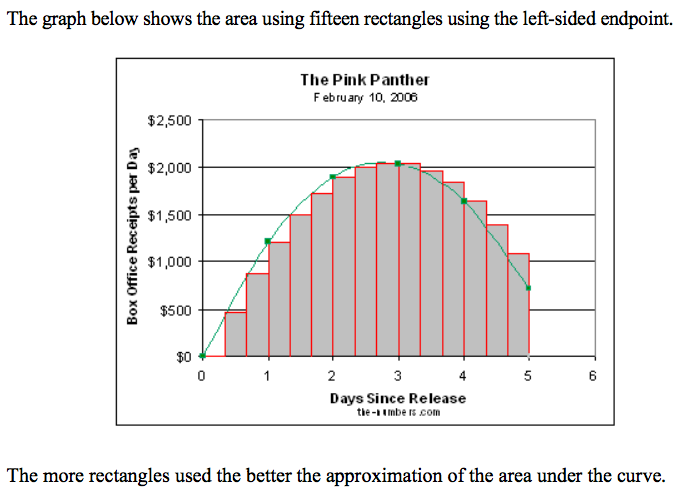 The graph below shows the area using fifteen rectangles using the left-sided endpoint.
The Pink Panther
February 10, 2006
Box Office Receipts per Day
$2,500
$2,000
$1,500
$1,000
$500
$0
0 1 2 3 4 5 6
Days Since Release
the-numbers.com
The more rectangles used the better the approximation of the area under the curve.